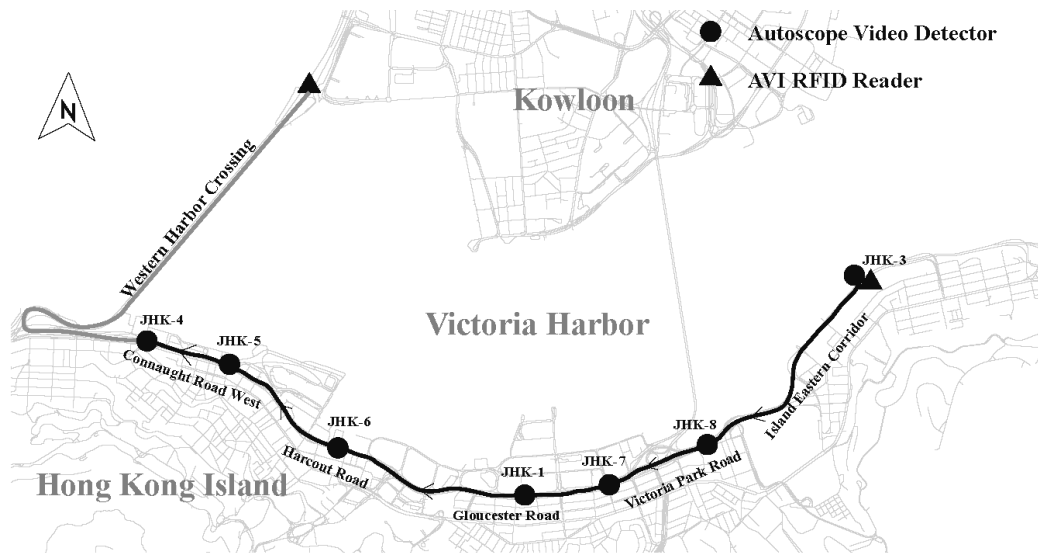 Autoscope Video Detector
AVI RFID Reader
Kowloon
N
Western Harbor Crossing
JHK-3
Victoria Harbor
JHK-4
JHK-5
Connaught Road West
Island Eastern Corridor
JHK-6
Harcout Road
JHK-8
JHK-7
JHK-1
Victoria Park Road
Hong Kong Island
Gloucester Road